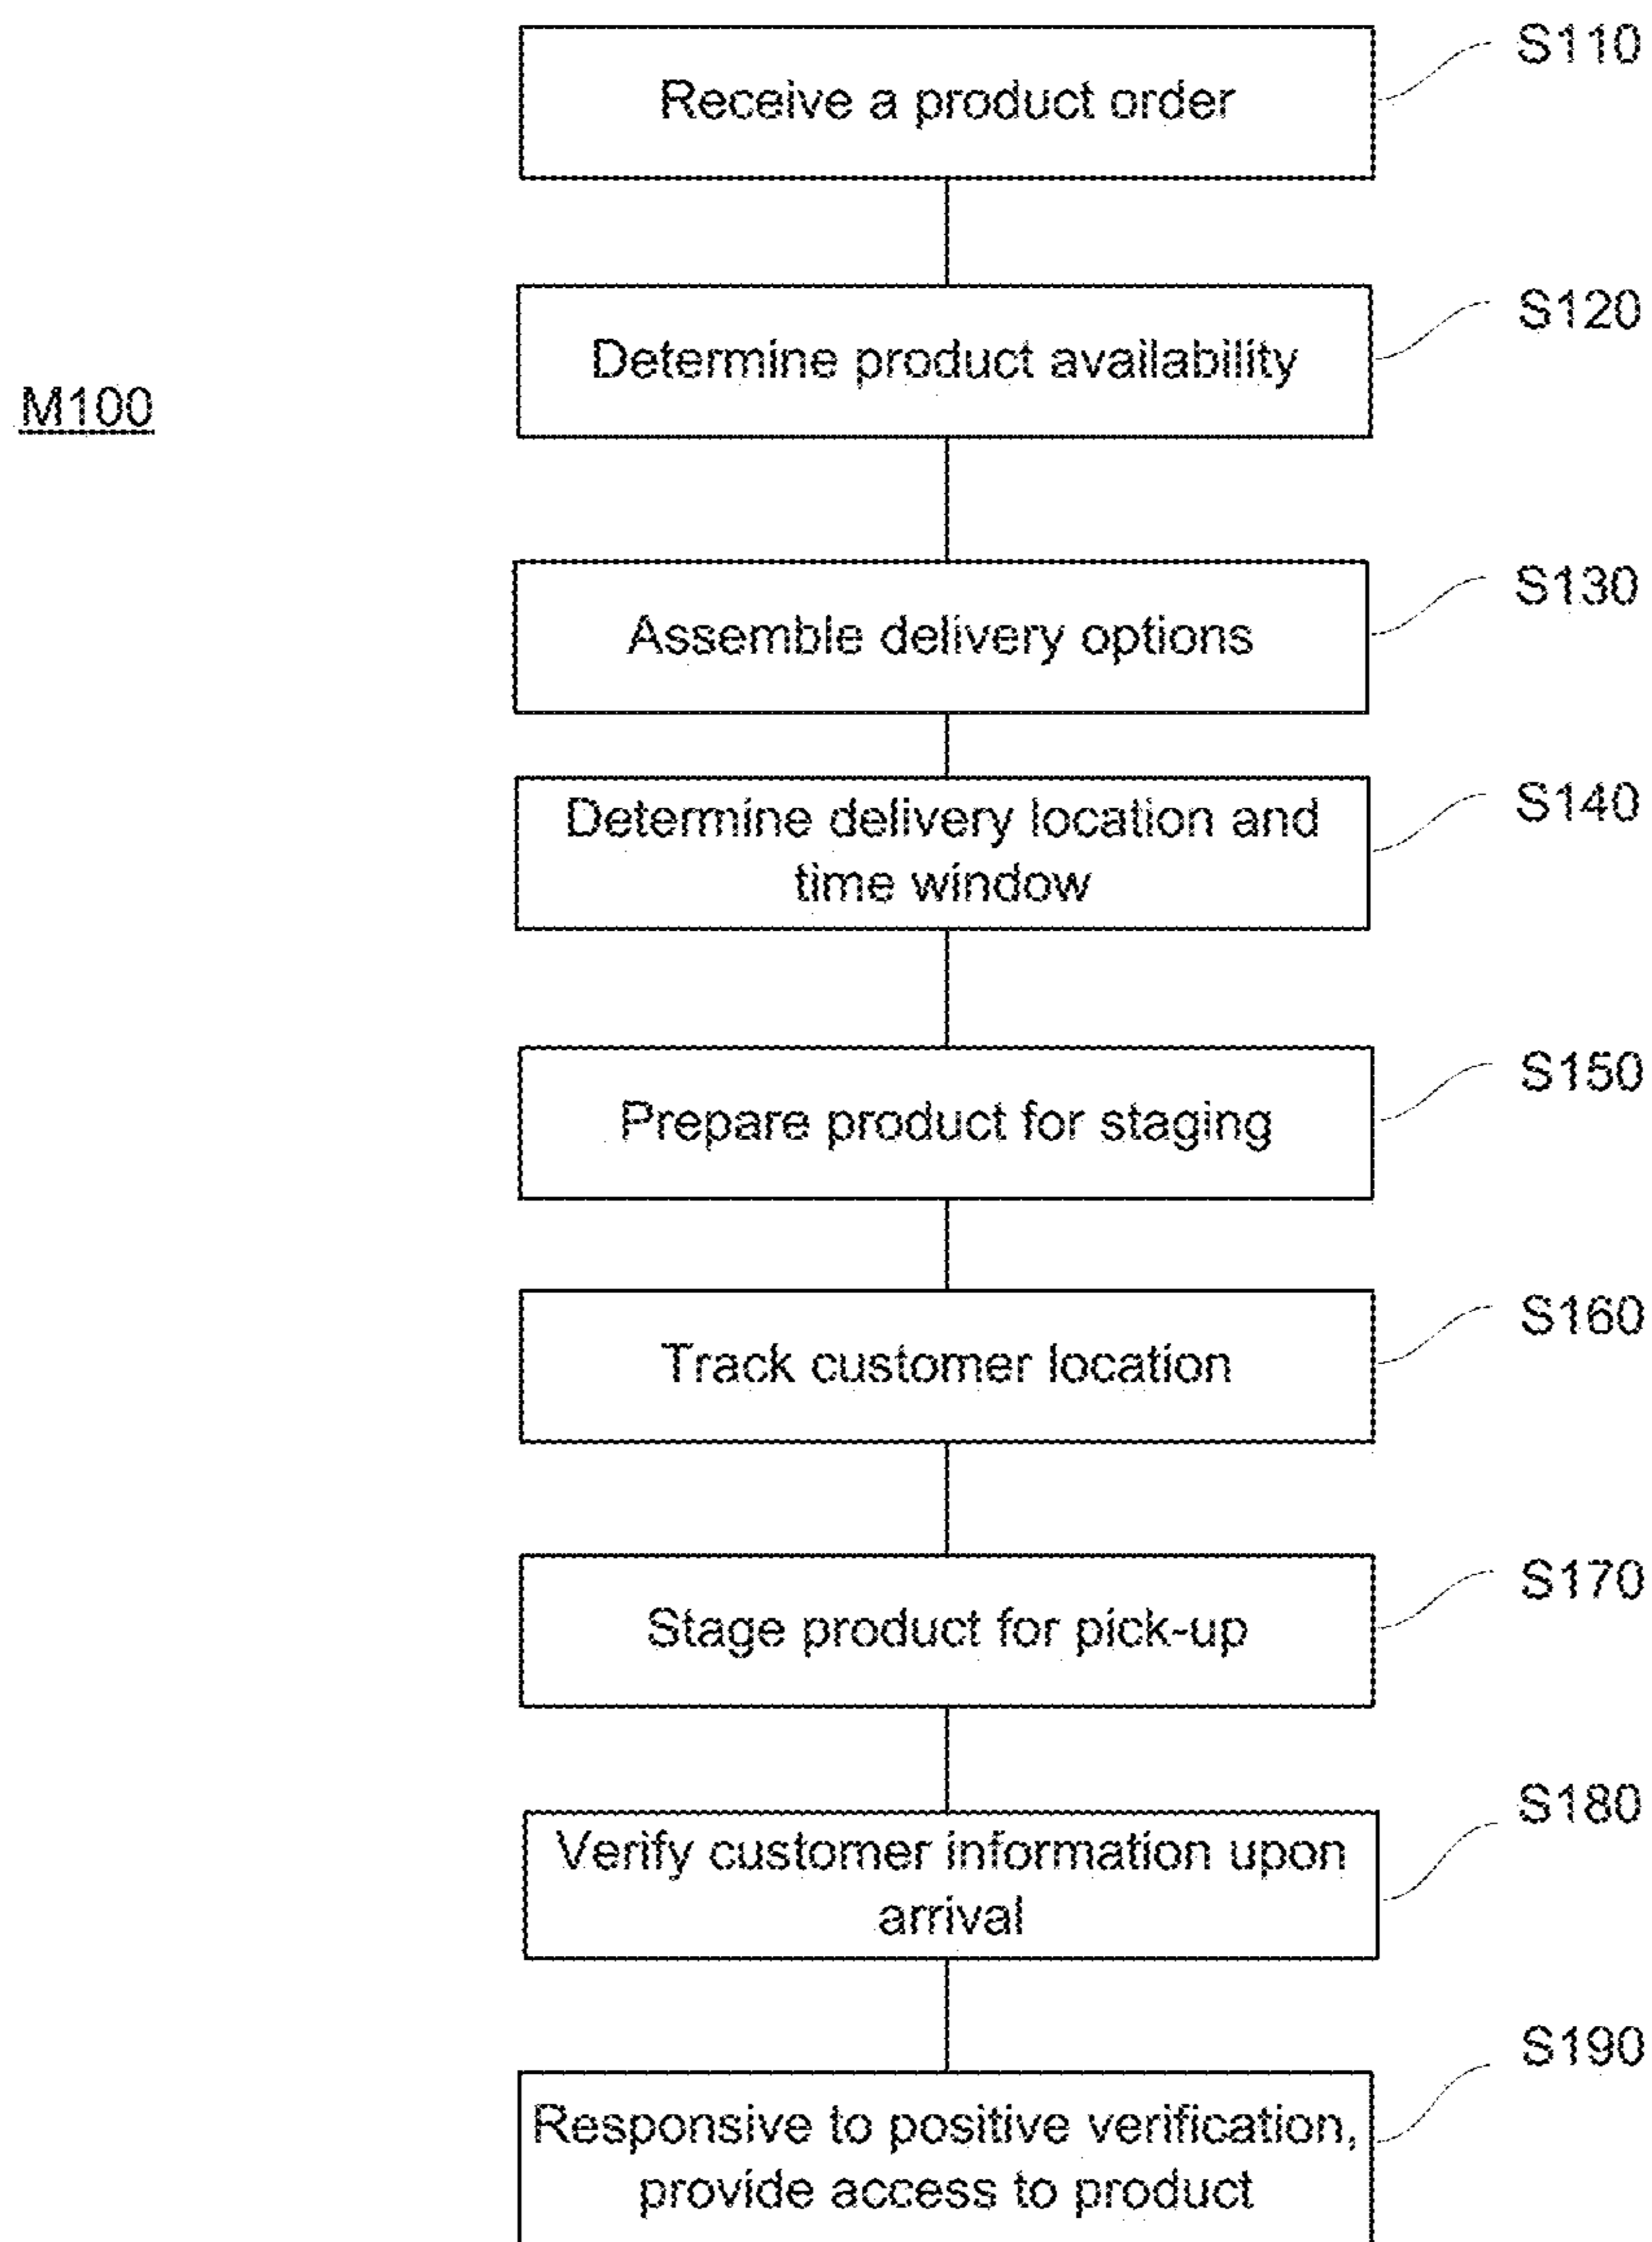 S110
Receive a product order
S120
Determine product availability
M100
S130
Assemble delivery options
S140
Determine delivery location and
time window
S150
Prepare product for staging
S160
Track customer location
S170
Stage product for pick-up
S180
Verify customer information upon
arrival
S190
Responsive to positive verification,
provide access to product